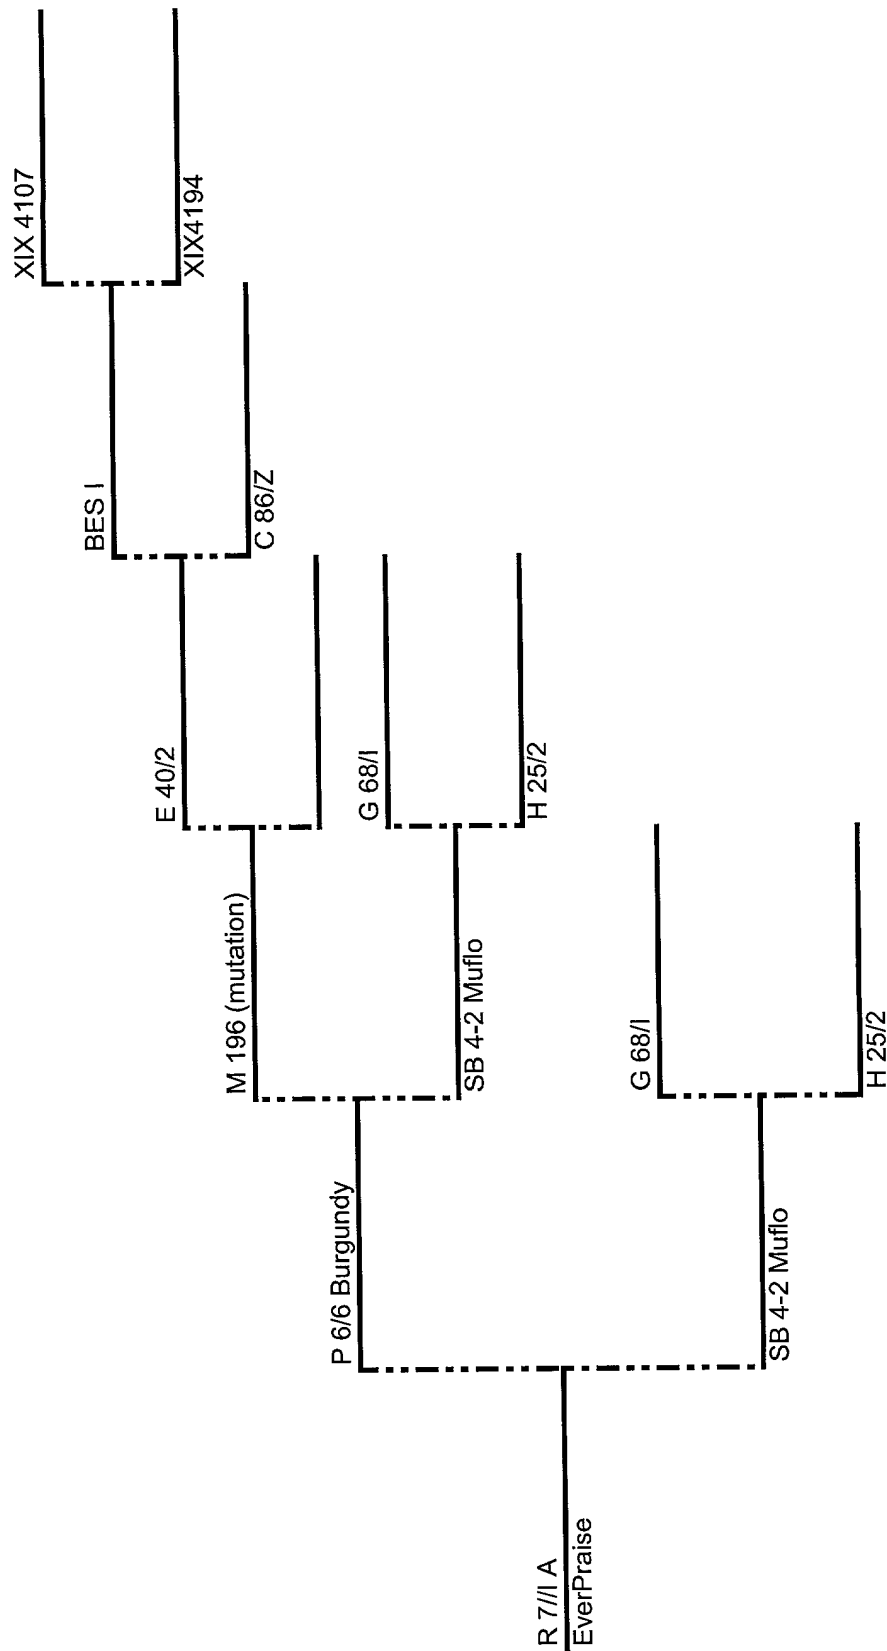 XIX 4107
XIX4194
BES I
C 86/Z
E 40/2
G 68/I
H 25/2
M 196 (mutation)
SB 4-2 Muflo
G 68/I
H 25/2
P 6/6 Burgundy
SB 4-2 Muflo
R 7//I A
EverPraise